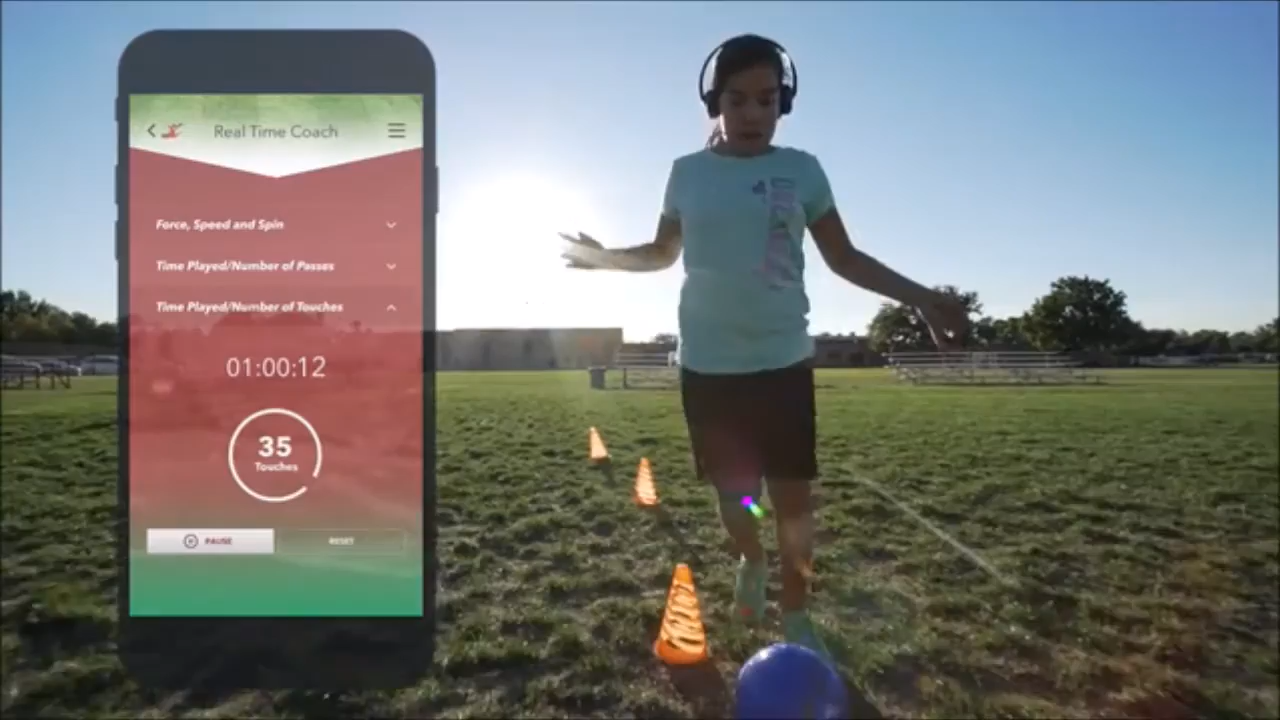 Real Time Coach
Force, Speed and Spin
Time Played/Number of Passes
Time Played/Number of Touches
01:00:12
35
Touches
PAUSE
RESET